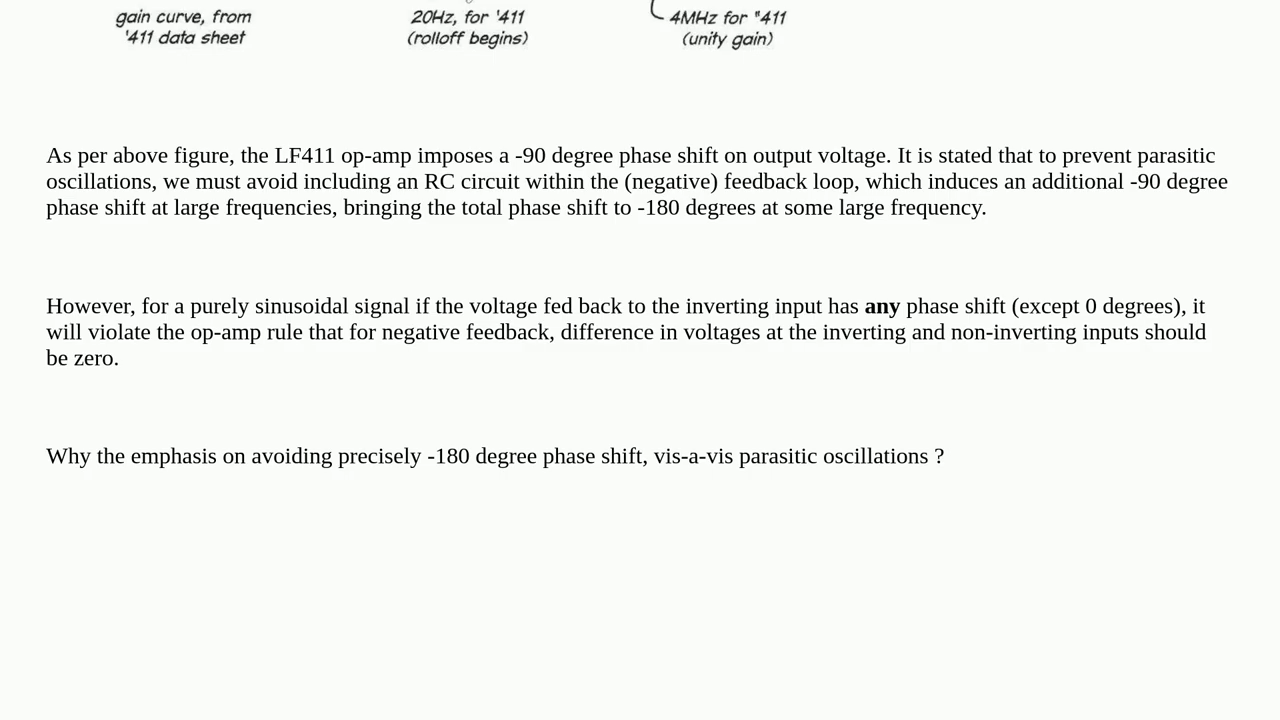 gain curve, from 20Hz, for '411 4MHz for "411
'411 data sheet (rolloff begins) (unity gain)
As per above figure, the LF411 op-amp imposes a -90 degree phase shift on output voltage. It is stated that to prevent parasitic
oscillations, we must avoid including an RC circuit within the (negative) feedback loop, which induces an additional -90 degree
phase shift at large frequencies, bringing the total phase shift to -180 degrees at some large frequency.
However, for a purely sinusoidal signal if the voltage fed back to the inverting input has any phase shift (except 0 degrees), it
will violate the op-amp rule that for negative feedback, difference in voltages at the inverting and non-inverting inputs should
be zero.
Why the emphasis on avoiding precisely -180 degree phase shift, vis-a-vis parasitic oscillations ?